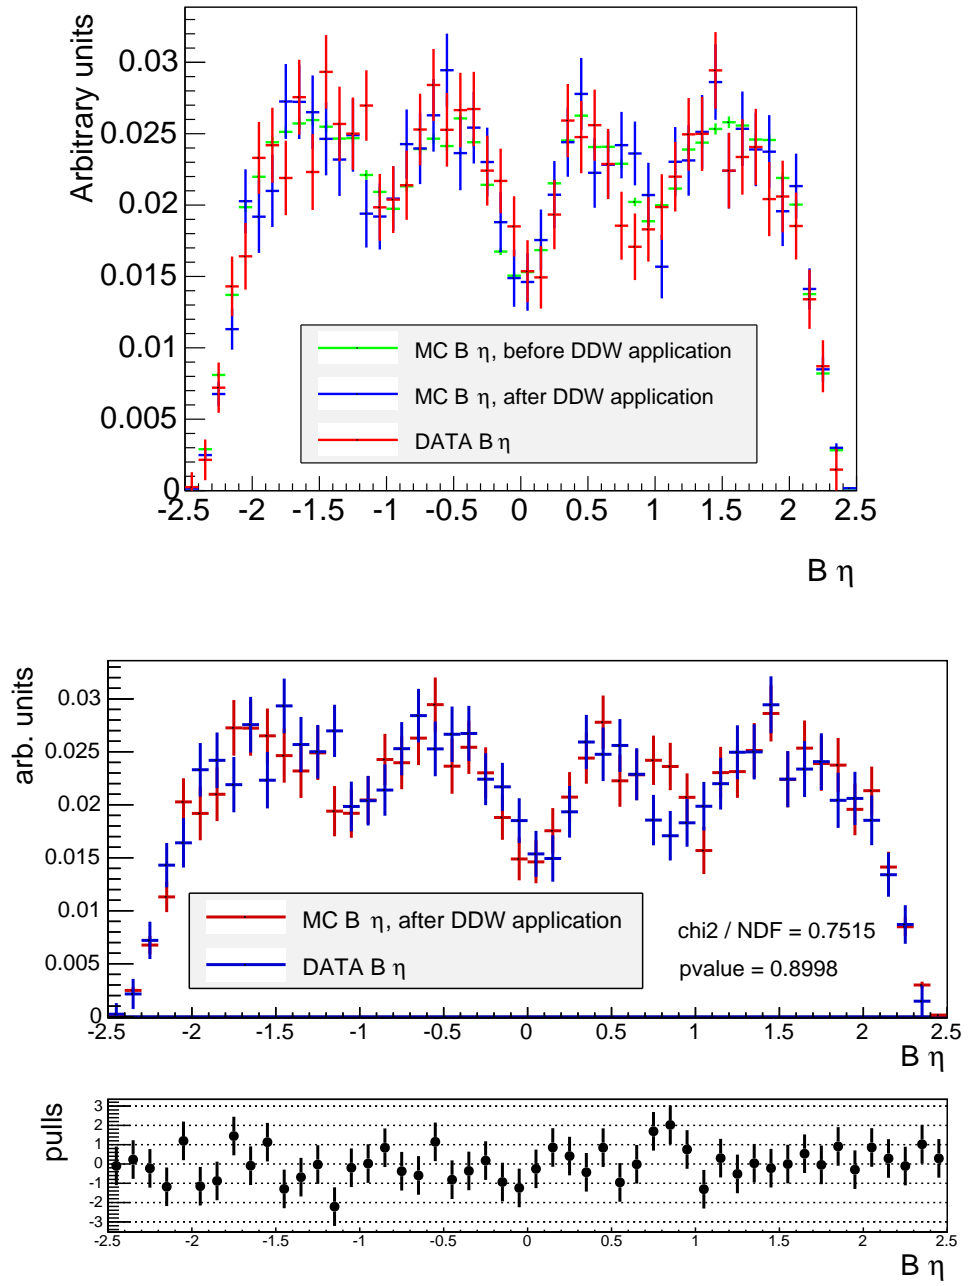 Arbitrary units
0.03
0.025
0.02
0.015
0.01
0.005
0
MC B η, before DDW application
MC B η, after DDW application
DATA B η
-2.5 -2 -1.5 -1 -0.5 0 0.5 1 1.5 2 2.5
B η
arb. units
0.03
0.025
0.02
0.015
0.01
0.005
0
MC B η, after DDW application
DATA B η
chi2 / NDF = 0.7515
pvalue = 0.8998
-2.5 -2 -1.5 -1 -0.5 0 0.5 1 1.5 2 2.5
B η
pulls
3
2
1
0
-1
-2
-3
-2.5 -2 -1.5 -1 -0.5 0 0.5 1 1.5 2 2.5
B η